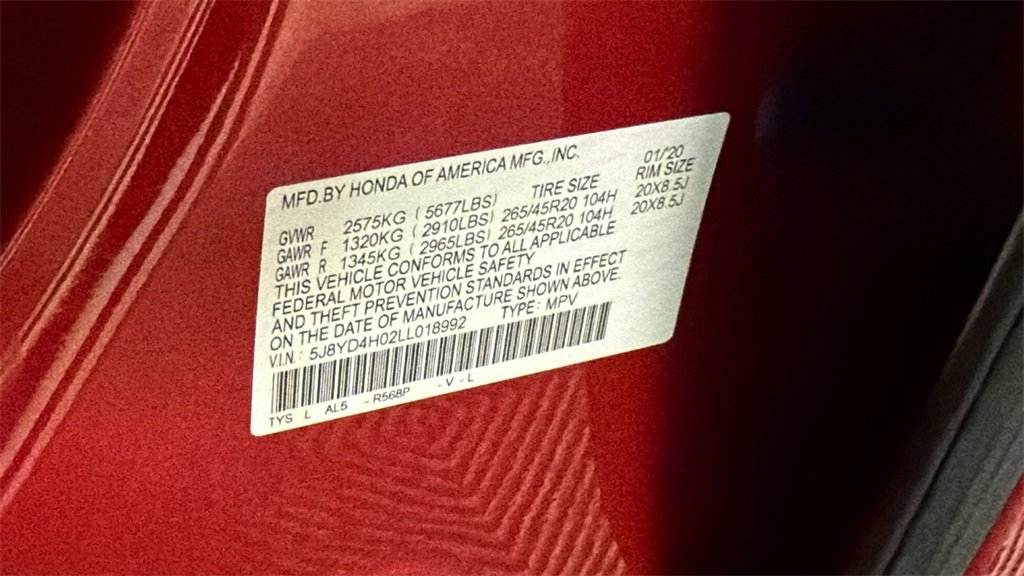 MFD.BY HONDA OF AMERICA MFG.,INC. 01/'20
TIRE SIZE RIM SIZE
GVWR 2575KG ( 5677LBS)
GAWR F 1320KG ( 2910LBS) 265/45R20 104H 20X8.5J
GAWR R 1345KG ( 2965LBS) 265/45R20 104H 20X8.5J
THIS VEHICLE CONFORMS TO ALL APPLICABLE
FEDERAL MOTOR VEHICLE SAFETY
AND THEFT PREVENTION STANDARDS IN EFFECT
ON THE DATE OF MANUFACTURE SHOWN ABOVE.
V.I.N.: 5J8YD4H02LL018992 TYPE: MPV
TYS L AL5 - R568P - V - L